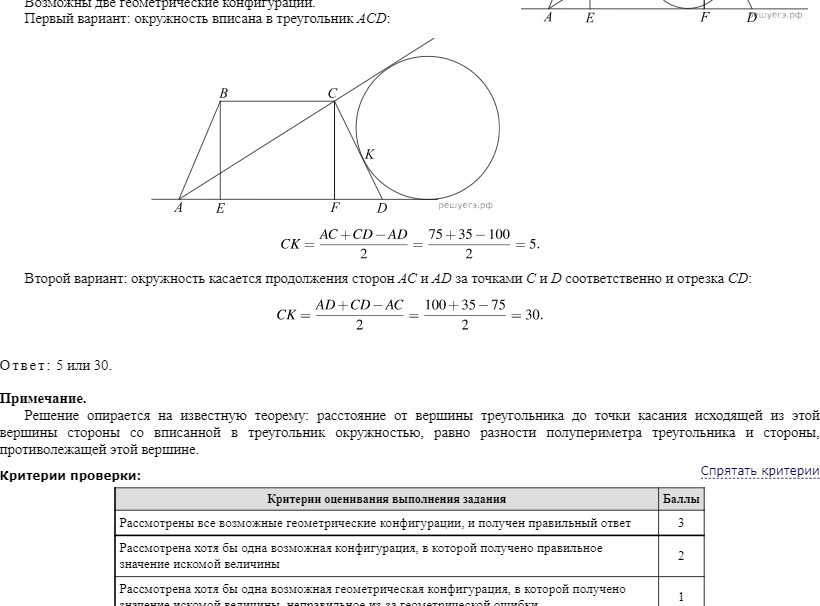 Возможны две геометрические конфигурации.
Первый вариант: окружность вписана в треугольник ACD:
A E F D
решуегэ.рф
B C
K
A E F D
решуегэ.рф
CK = (AC + CD − AD)/2 = (75 + 35 − 100)/2 = 5.
Второй вариант: окружность касается продолжения сторон AC и AD за точками C и D соответственно и отрезка CD:
CK = (AD + CD − AC)/2 = (100 + 35 − 75)/2 = 30.
Ответ: 5 или 30.
Примечание.
Решение опирается на известную теорему: расстояние от вершины треугольника до точки касания исходящей из этой
вершины стороны со вписанной в треугольник окружностью, равно разности полупериметра треугольника и стороны,
противолежащей этой вершине.
Спрятать критерии
Критерии проверки:
Критерии оценивания выполнения задания Баллы
Рассмотрены все возможные геометрические конфигурации, и получен правильный ответ 3
Рассмотрена хотя бы одна возможная конфигурация, в которой получено правильное
значение искомой величины 2
Рассмотрена хотя бы одна возможная геометрическая конфигурация, в которой получено 1
значение искомой величины, неправильное из-за геометрической ошибки